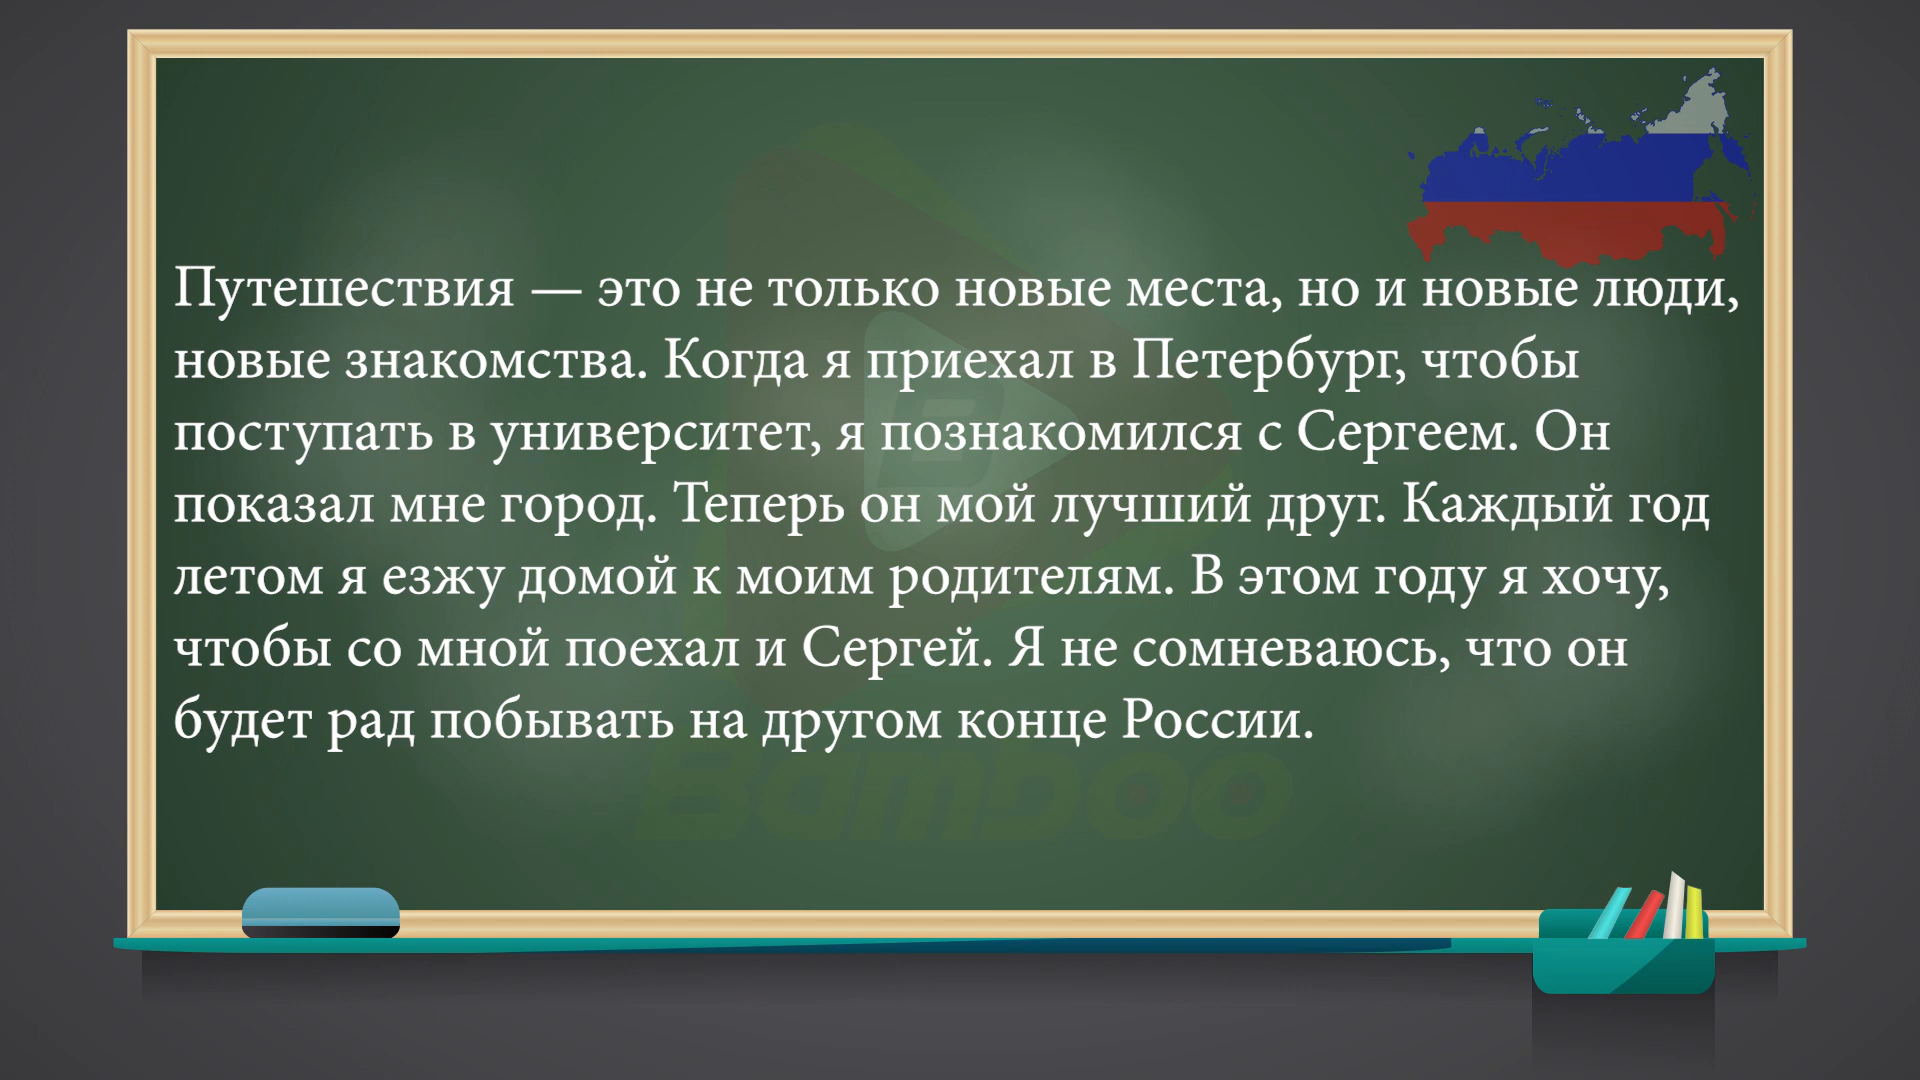 Путешествия — это не только новые места, но и новые люди,
новые знакомства. Когда я приехал в Петербург, чтобы
поступать в университет, я познакомился с Сергеем. Он
показал мне город. Теперь он мой лучший друг. Каждый год
летом я езжу домой к моим родителям. В этом году я хочу,
чтобы со мной поехал и Сергей. Я не сомневаюсь, что он
будет рад побывать на другом конце России.
Bamboo